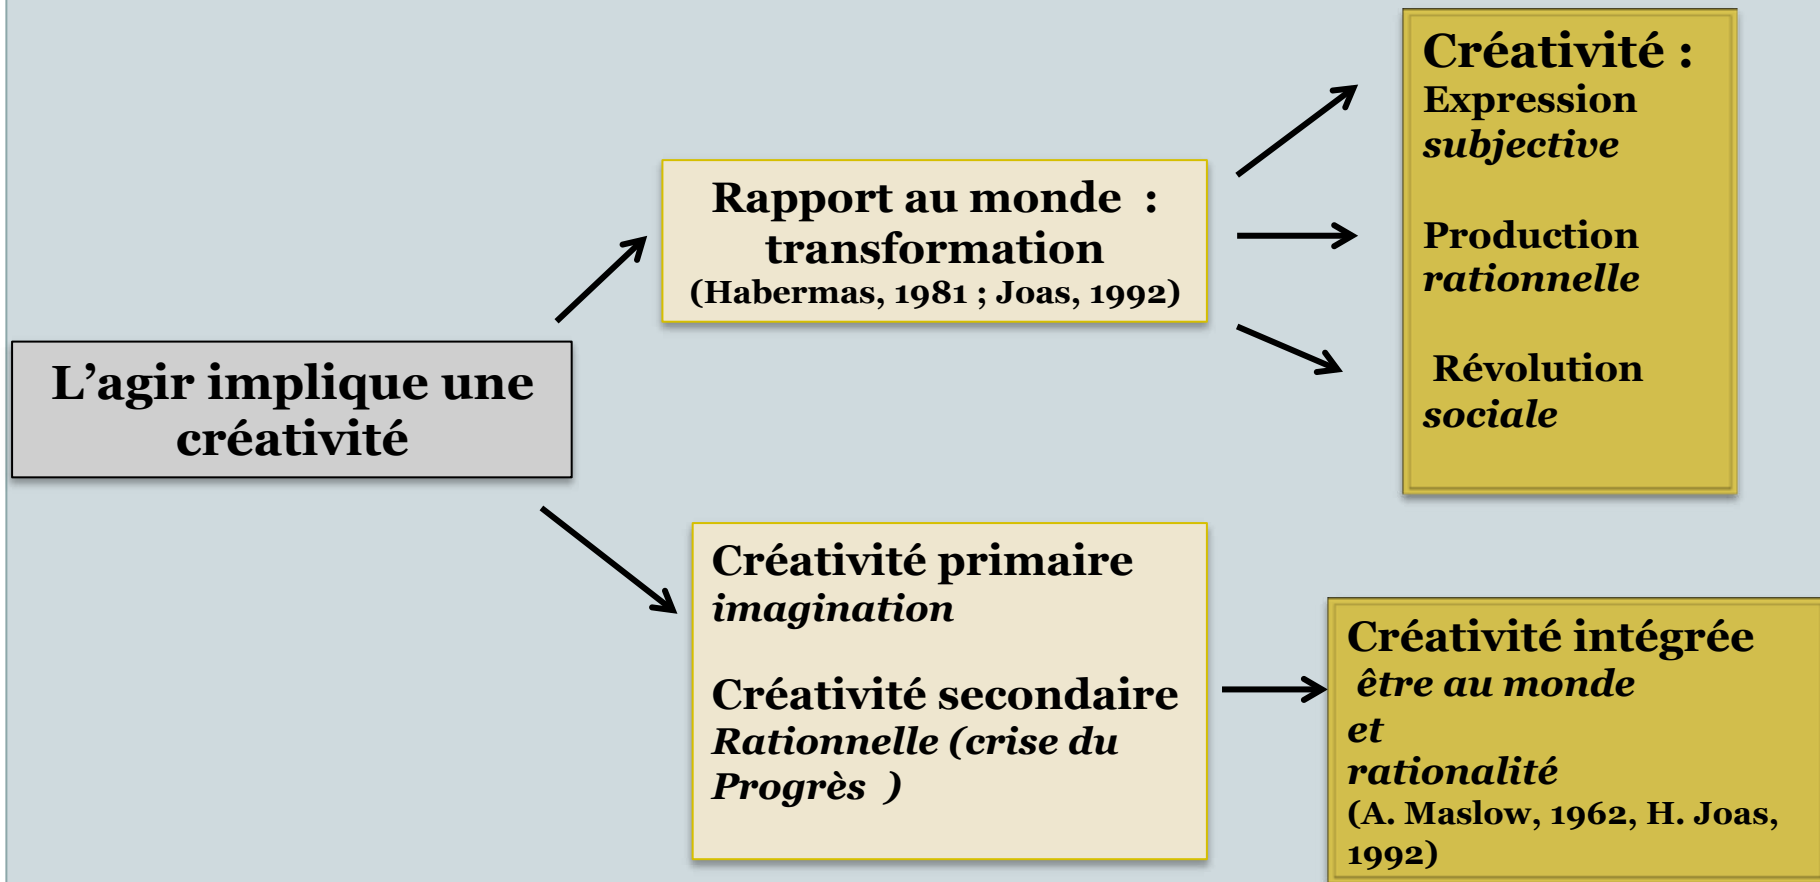 L’agir implique une
créativité
Rapport au monde  :
transformation
(Habermas, 1981 ; Joas, 1992)
Créativité :
Expression
subjective
Production
rationnelle
Révolution
sociale
Créativité primaire
imagination
Créativité secondaire
Rationnelle (crise du
Progrès  )
Créativité intégrée
être au monde
et
rationalité
(A. Maslow, 1962, H. Joas,
1992)